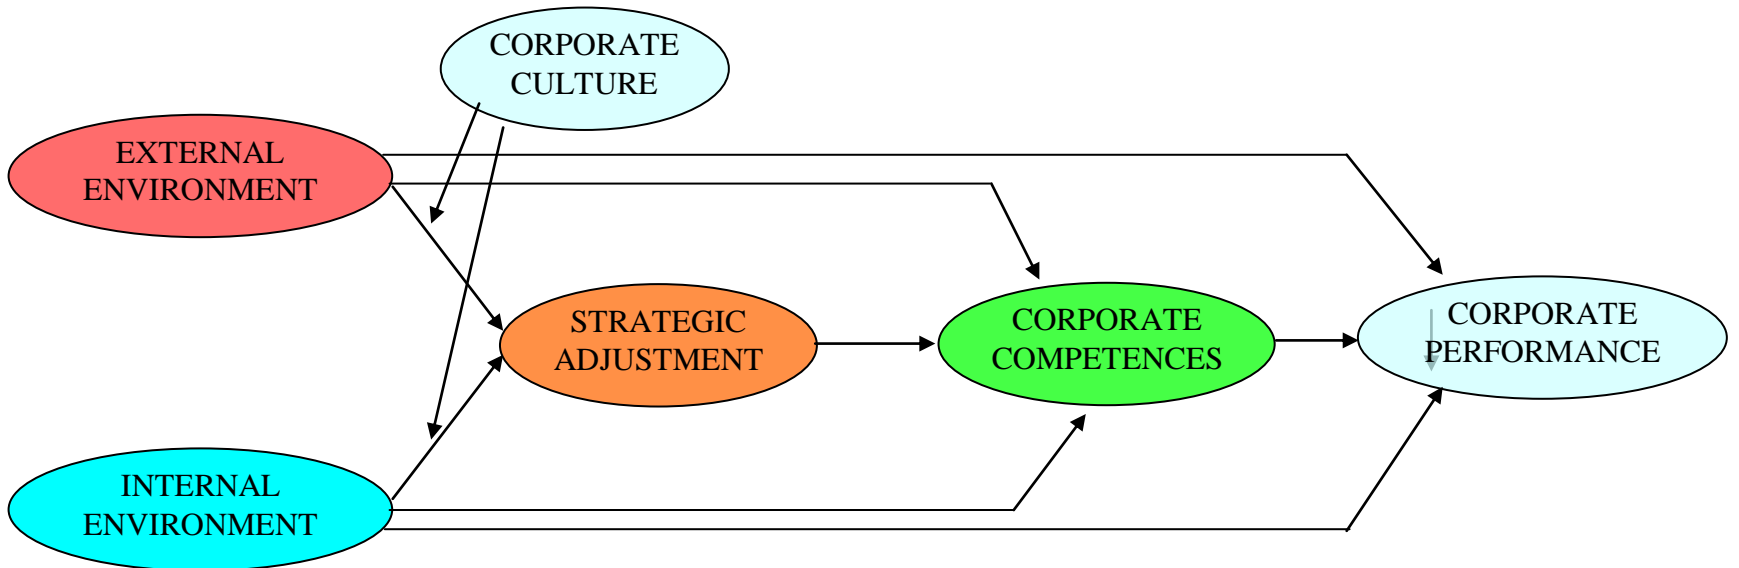 CORPORATE
CULTURE
EXTERNAL
ENVIRONMENT
STRATEGIC
ADJUSTMENT
CORPORATE
COMPETENCES
CORPORATE
PERFORMANCE
INTERNAL
ENVIRONMENT